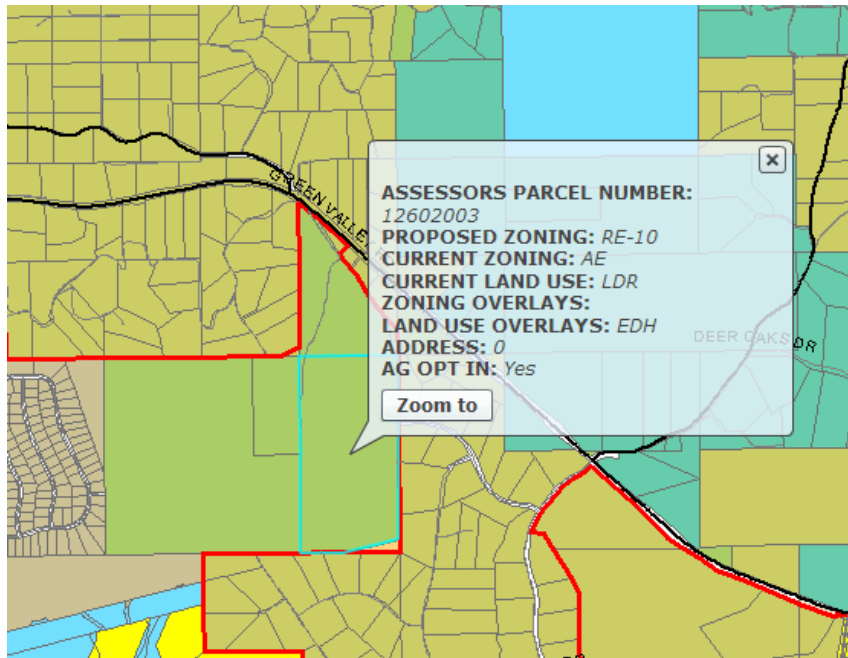 GREEN VALLEY
ASSESSORS PARCEL NUMBER:
12602003
PROPOSED ZONING: RE-10
CURRENT ZONING: AE
CURRENT LAND USE: LDR
ZONING OVERLAYS:
LAND USE OVERLAYS: EDH
ADDRESS: 0
AG OPT IN: Yes
Zoom to
DEER OAKS DR